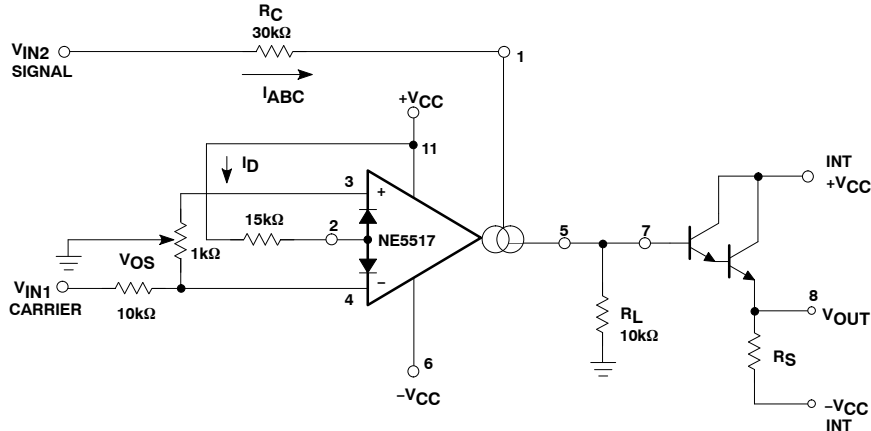 RC
30kΩ
VIN2
SIGNAL
1
IABC
+VCC
11
ID
3
+
INT
+VCC
15kΩ
2
NE5517
5
7
VOS
1kΩ
VIN1
CARRIER
10kΩ
4
−
RL
10kΩ
8
VOUT
6
−VCC
RS
−VCC
INT